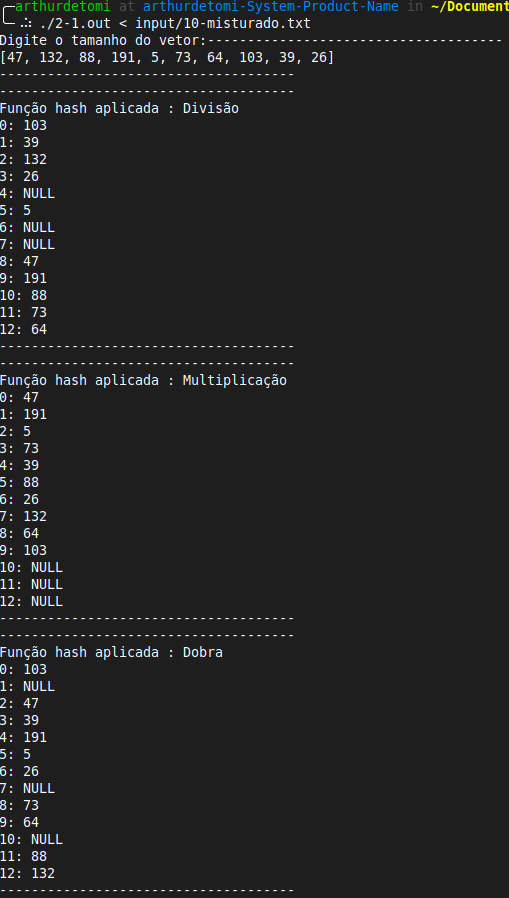 arthurdetomi at arthurdetomi-System-Product-Name in ~/Document
./2-1.out < input/10-misturado.txt
Digite o tamanho do vetor:-------------------------------------
[47, 132, 88, 191, 5, 73, 64, 103, 39, 26]
-------------------------------------
-------------------------------------
Função hash aplicada : Divisão
0: 103
1: 39
2: 132
3: 26
4: NULL
5: 5
6: NULL
7: NULL
8: 47
9: 191
10: 88
11: 73
12: 64
-------------------------------------
-------------------------------------
Função hash aplicada : Multiplicação
0: 47
1: 191
2: 5
3: 73
4: 39
5: 88
6: 26
7: 132
8: 64
9: 103
10: NULL
11: NULL
12: NULL
-------------------------------------
-------------------------------------
Função hash aplicada : Dobra
0: 103
1: NULL
2: 47
3: 39
4: 191
5: 5
6: 26
7: NULL
8: 73
9: 64
10: NULL
11: 88
12: 132
-------------------------------------